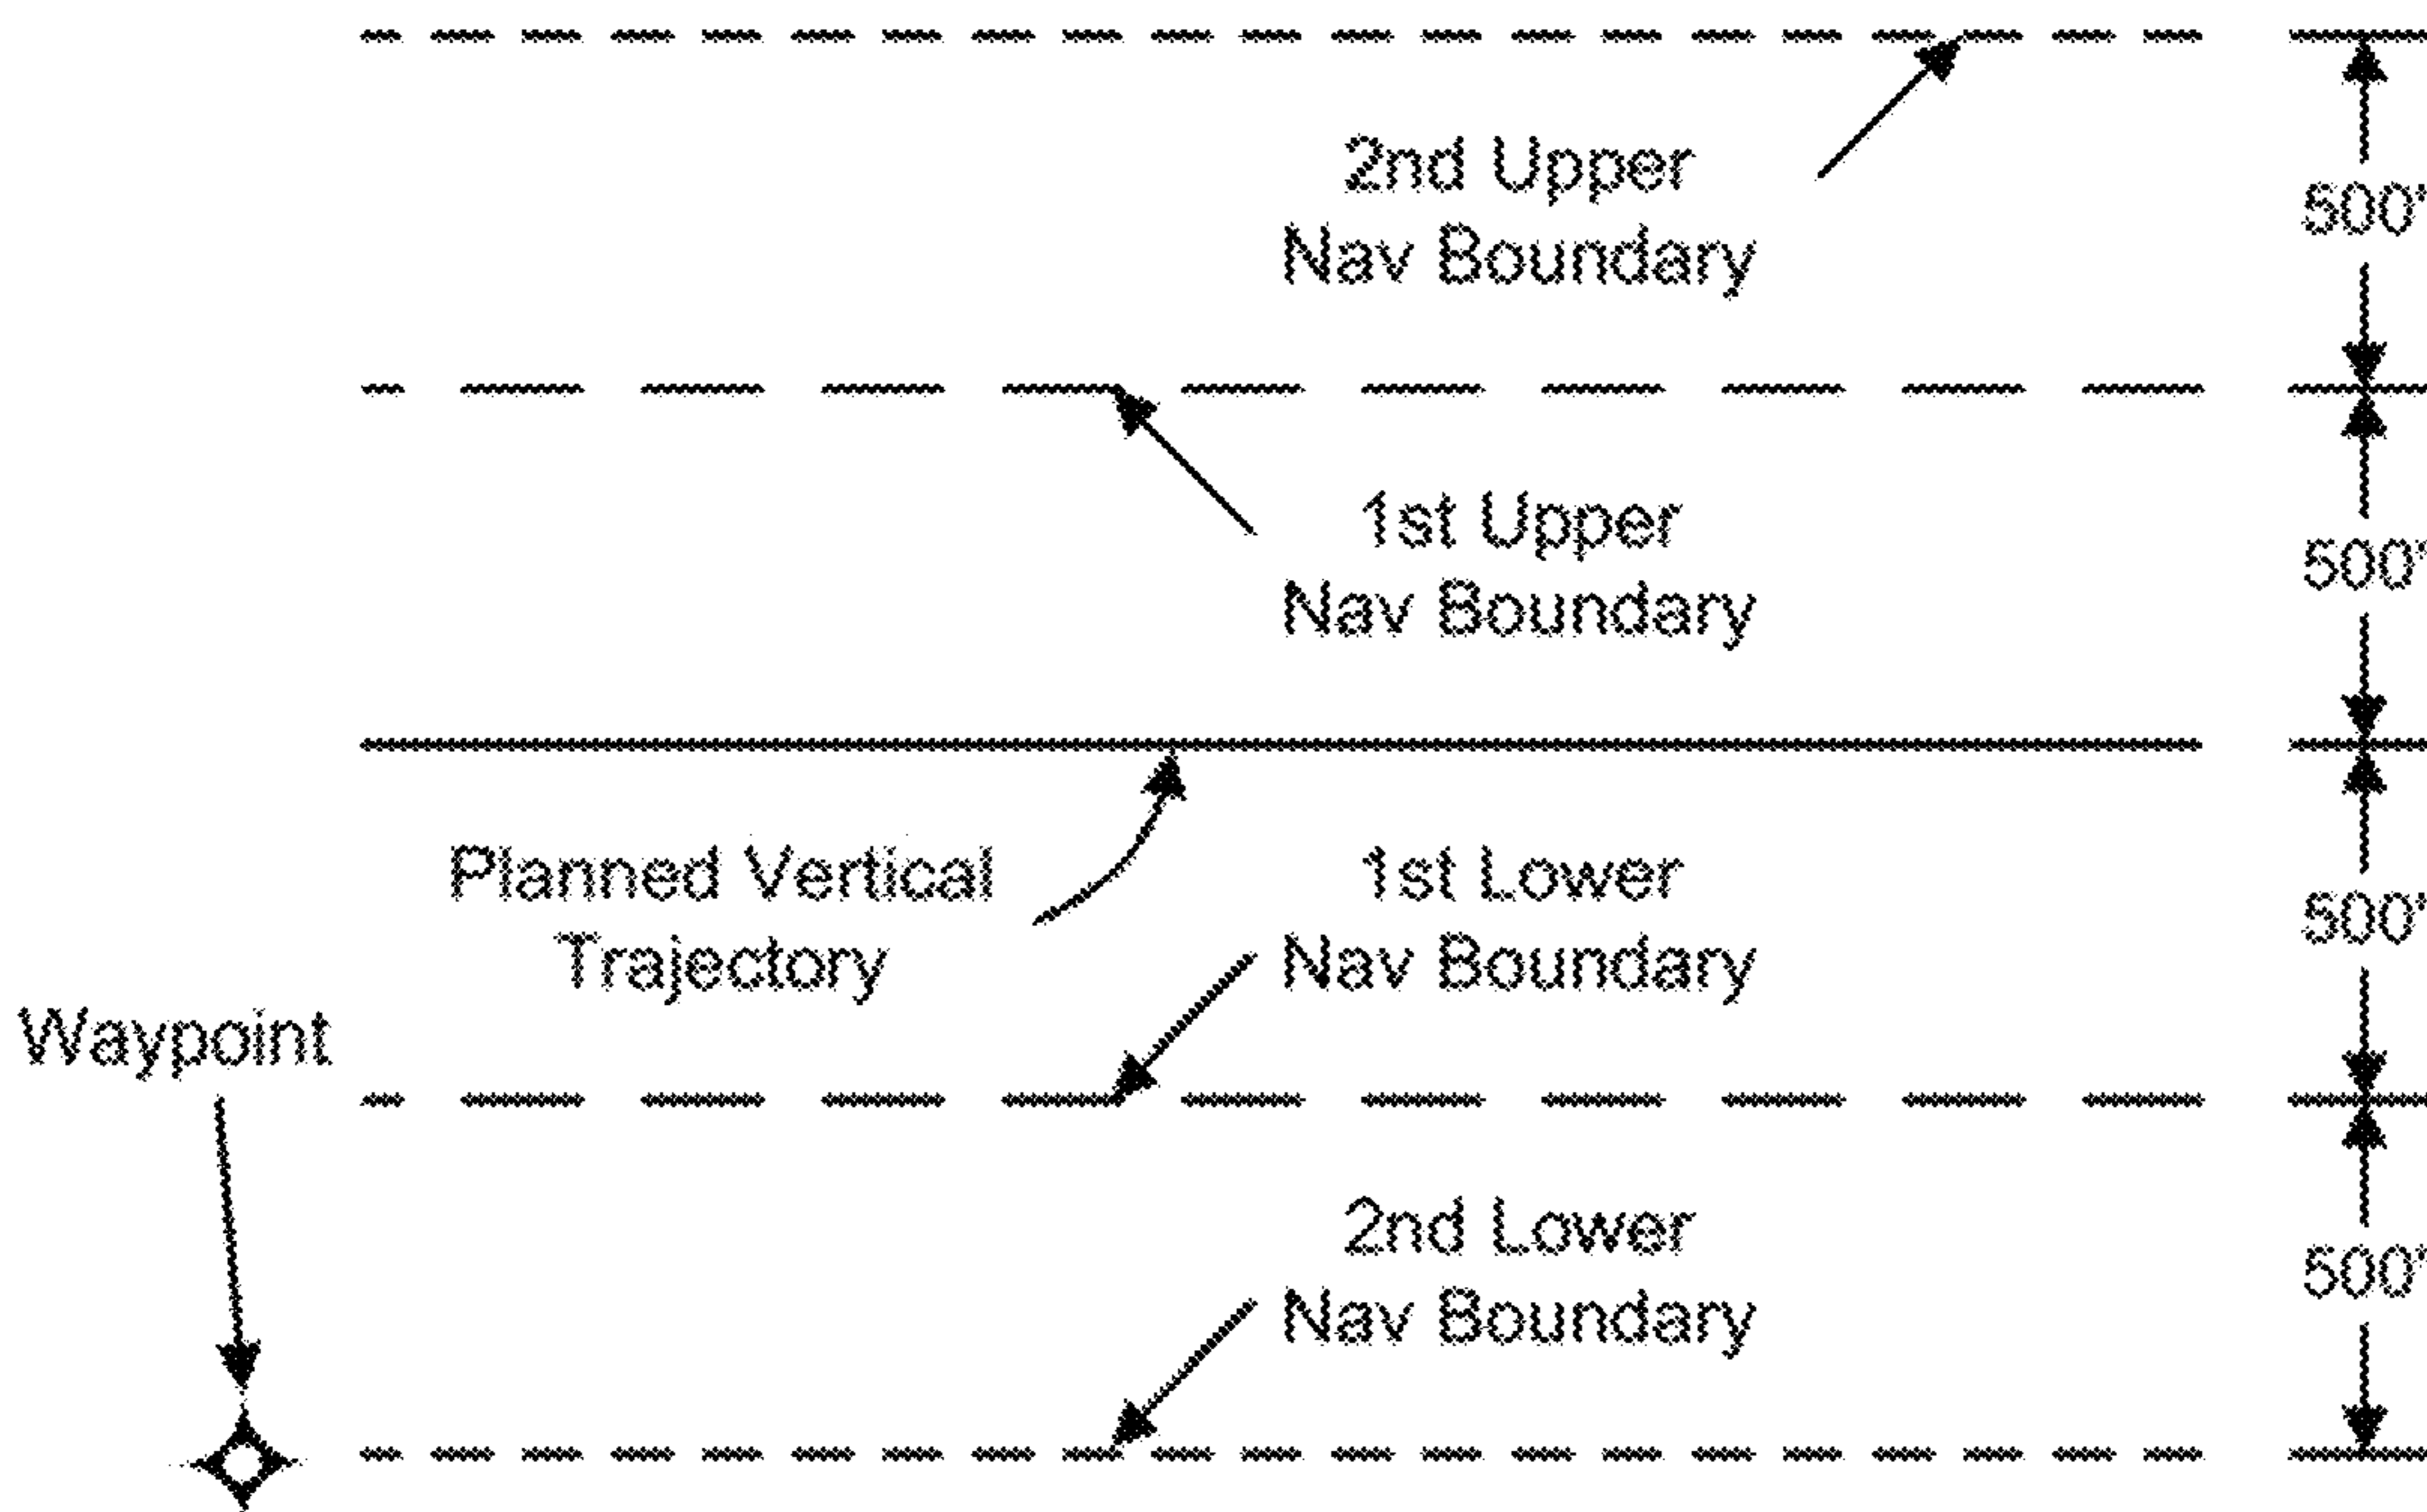 2nd Upper
Nav Boundary
500'
1st Upper
Nav Boundary
500'
Planned Vertical
Trajectory
1st Lower
Nav Boundary
500'
Waypoint
2nd Lower
Nav Boundary
500'